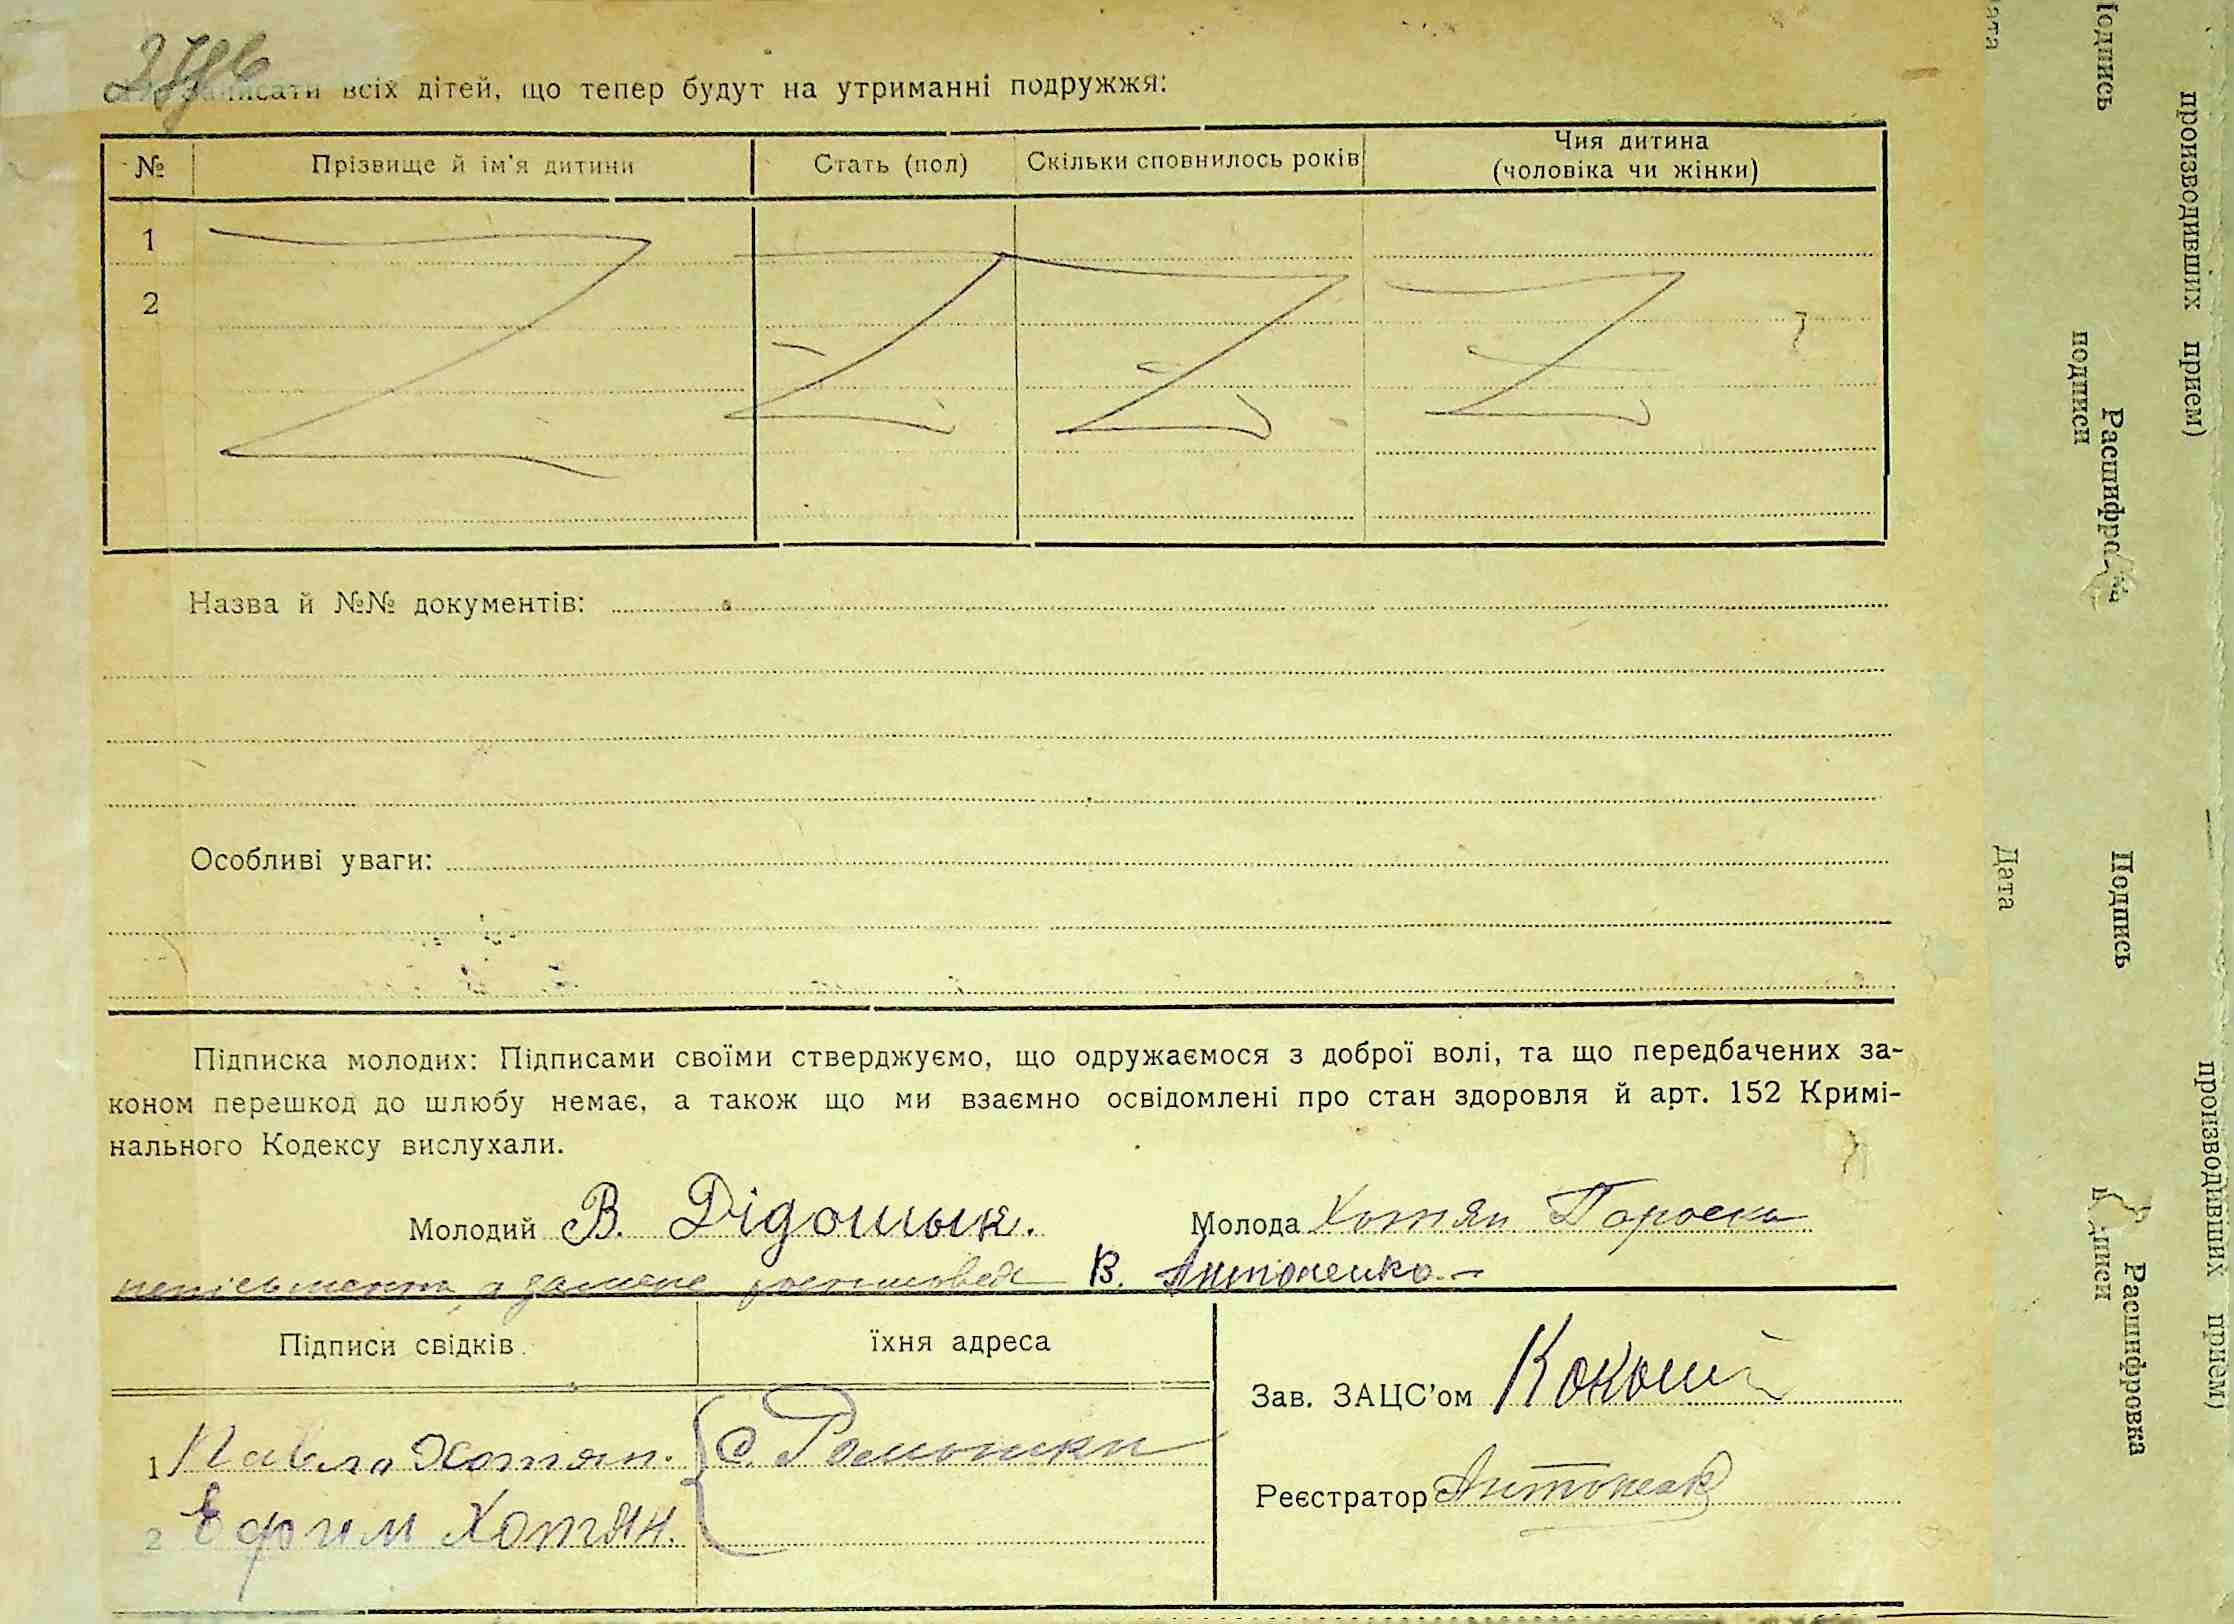 записати всіх дітей, що тепер будут на утриманні подружжя:
№ Прізвище й ім'я дитини Стать (пол) Скільки сповнилось років Чия дитина (чоловіка чи жінки)
1
2
Назва й №№ документів:
Особливі уваги:
Підписка молодих: Підписами своїми стверджуємо, що одружаємося з доброї волі, та що передбачених за-
коном перешкод до шлюбу немає, а також що ми взаємно освідомлені про стан здоровля й арт. 152 Кримі-
нального Кодексу вислухали.
Молодий В. Дідошык. Молода Хотян
В. Антоненко
Підписи свідків. їхня адреса
Зав. ЗАЦС'ом
1 Павло Хотян. с. Ромашки
Реєстратор
2 Ефим Хотян.
Подпись
производивших прием)
подписи
Расшифровка
Дата
Подпись
производивших прием)
Расшифровка